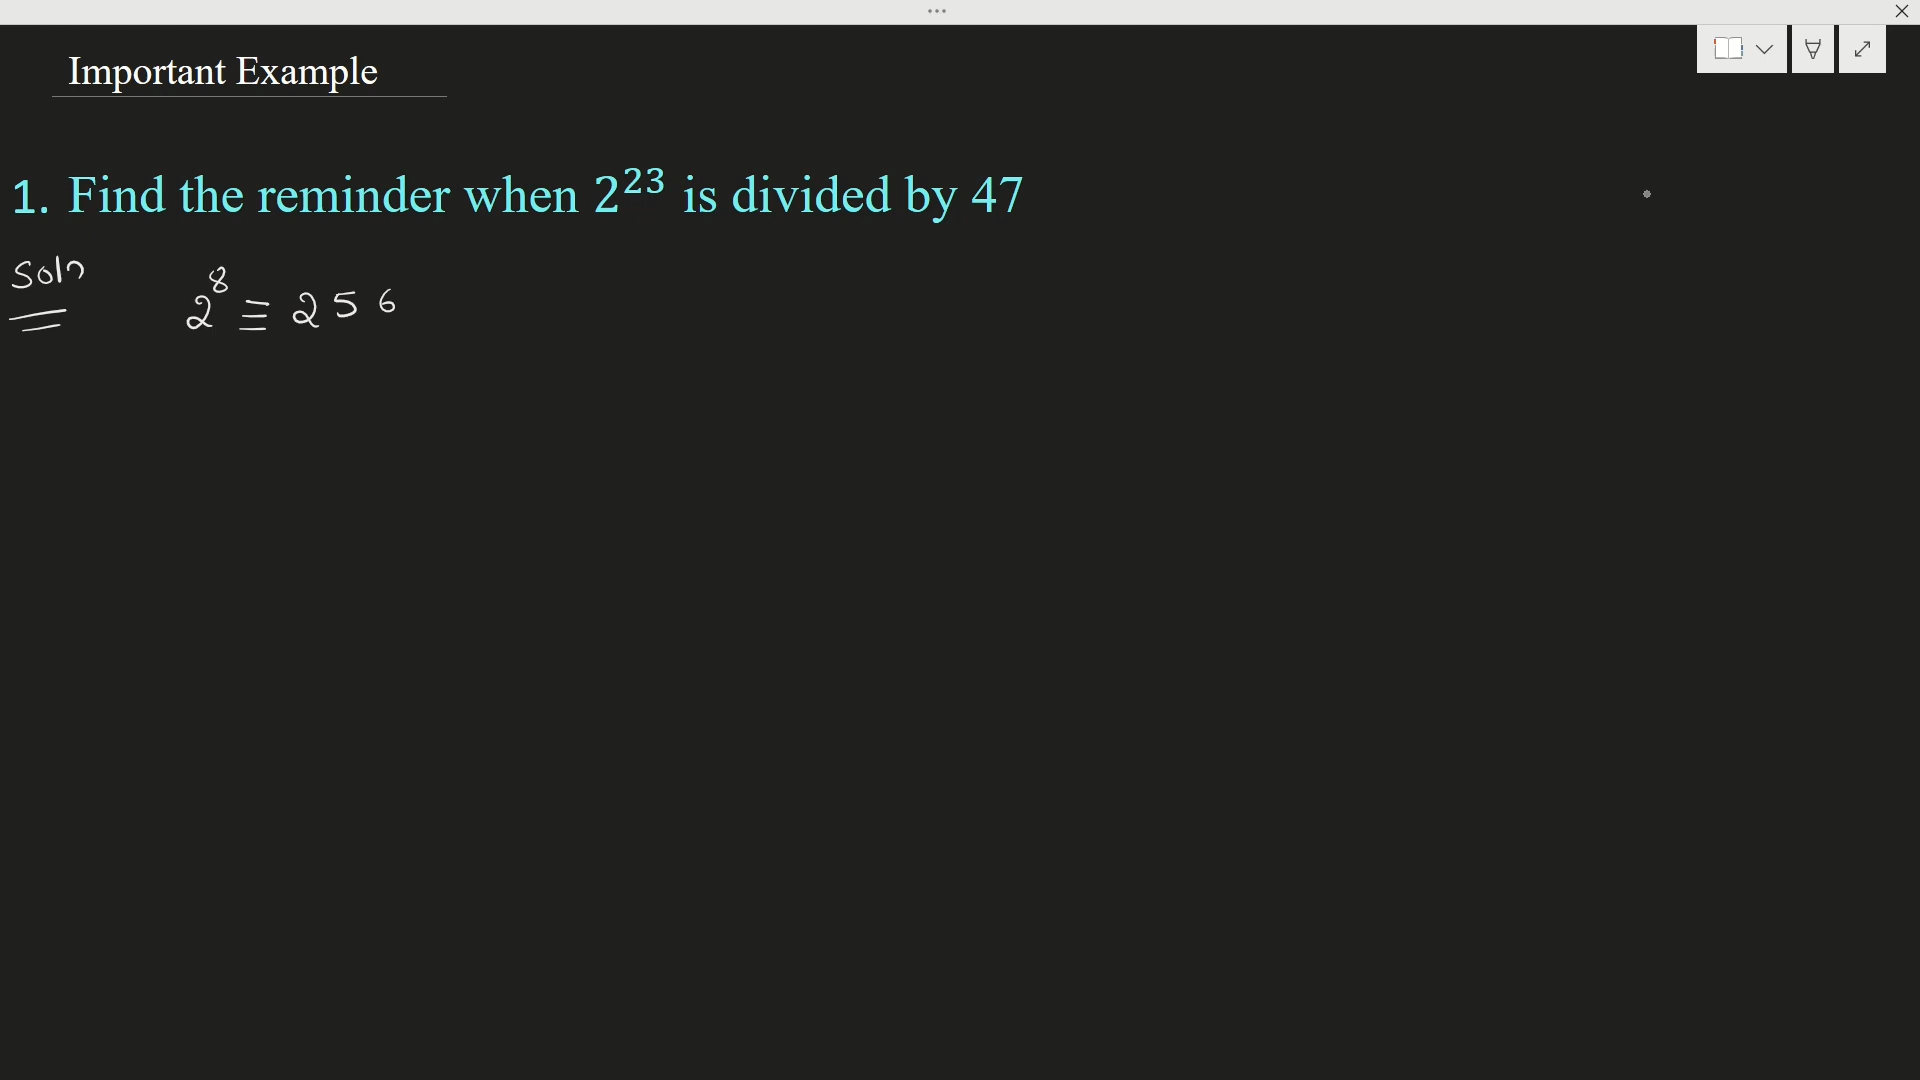 Important Example
1. Find the reminder when 2²³ is divided by 47
Soln
2⁸ ≡ 256